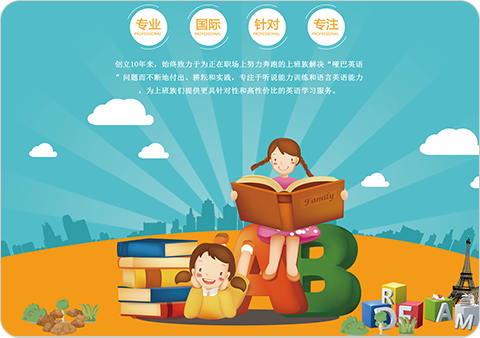 专业 国际 针对 专注
PROFESSIONAL PROFESSIONAL PROFESSIONAL PROFESSIONAL
创立10年来，始终致力于为正在职场上努力奔跑的上班族解决“哑巴英语
”问题而不断地付出、耕耘和实践，专注于听说能力训练和语言英语能力
，为上班族们提供更具针对性和高性价比的英语学习服务。
Family
A B
R E A
D M